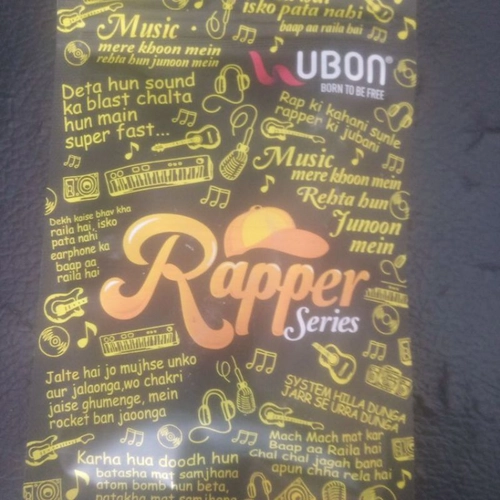 isko pata nahi
baap aa raila hai
Music
mere khoon mein
rehta hun junoon mein
UBON®
BORN TO BE FREE
Deta hun sound
ka blast chalta
hun main
super fast...
Rap ki kahani sunle
rapper ki jubani
Music
mere khoon mein
Rehta hun
Junoon
mein
Dekh kaise bhav kha
raila hai, isko
pata nahi
earphone ka
baap aa
raila hai
Rapper
Series
Jalte hai jo mujhse unko
aur jalaonga,wo chakri
jaise ghumenge, mein
rocket ban jaoonga
SYSTEM HILLA DUNGA
JARR SE URRA DUNGA
Mach Mach mat kar
Baap aa Raila hai
Chal chal jagah bana
apun chha rela hai
Karha hua doodh hun
batasha mat samjhana
atom bomb hun beta,
patakha mat samjhana